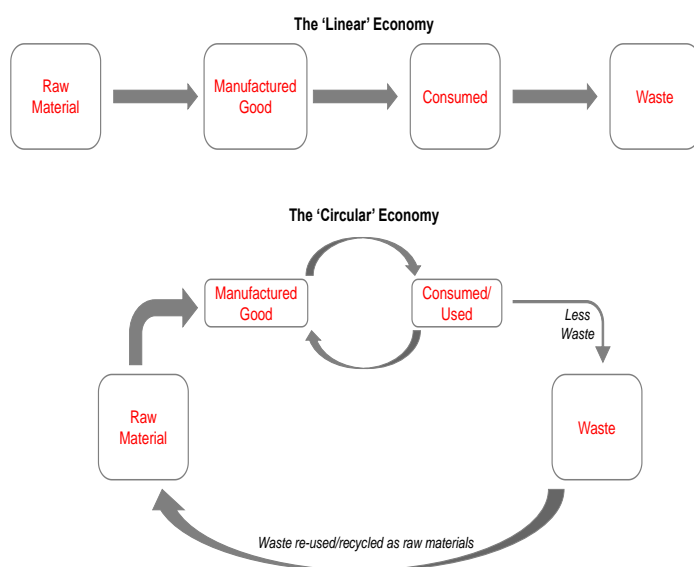 The ‘Linear’ Economy
Raw
Material
Manufactured
Good
Consumed
Waste
The ‘Circular’ Economy
Manufactured
Good
Consumed/
Used
Less
Waste
Raw
Material
Waste
Waste re-used/recycled as raw materials